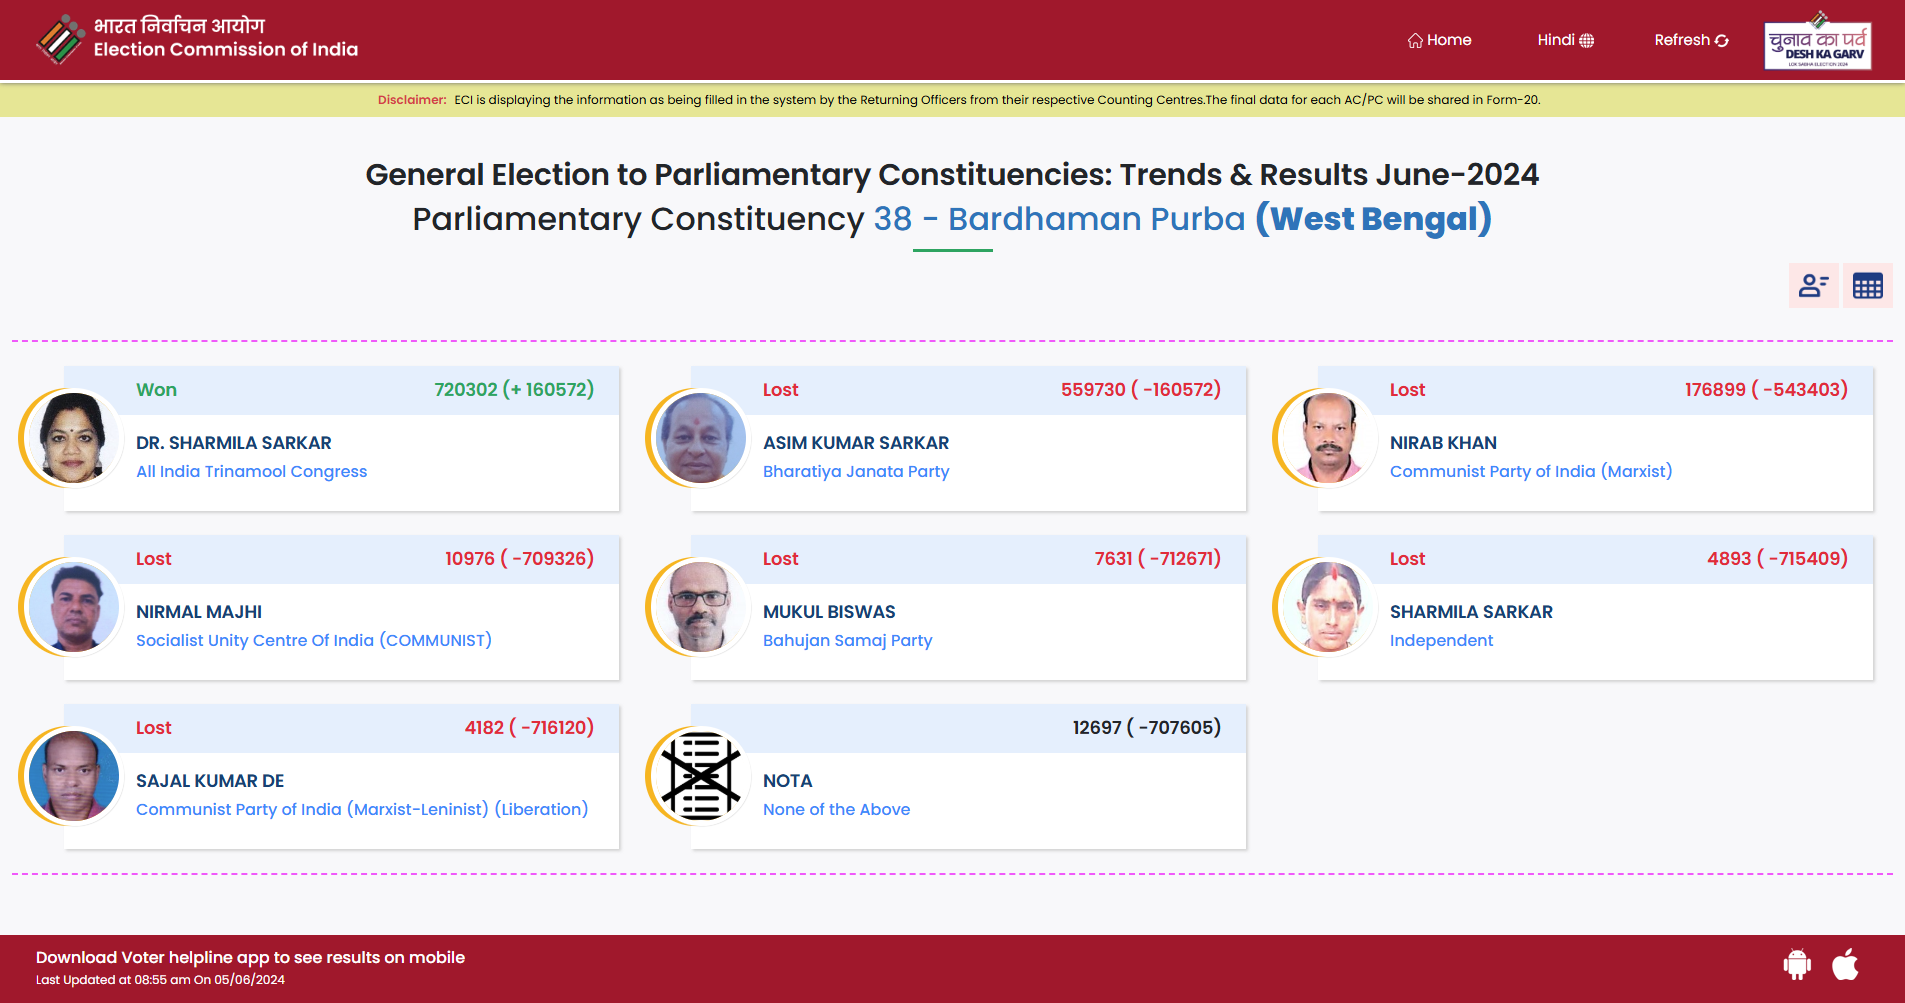 भारत निर्वाचन आयोग
Election Commission of India
Home
Hindi
Refresh
चुनाव का पर्व
DESH KA GARV
LOK SABHA ELECTION 2024
Disclaimer: ECI is displaying the information as being filled in the system by the Returning Officers from their respective Counting Centres.The final data for each AC/PC will be shared in Form-20.
General Election to Parliamentary Constituencies: Trends & Results June-2024
Parliamentary Constituency 38 - Bardhaman Purba (West Bengal)
Won 720302 (+ 160572)
DR. SHARMILA SARKAR
All India Trinamool Congress
Lost 559730 ( -160572)
ASIM KUMAR SARKAR
Bharatiya Janata Party
Lost 176899 ( -543403)
NIRAB KHAN
Communist Party of India (Marxist)
Lost 10976 ( -709326)
NIRMAL MAJHI
Socialist Unity Centre Of India (COMMUNIST)
Lost 7631 ( -712671)
MUKUL BISWAS
Bahujan Samaj Party
Lost 4893 ( -715409)
SHARMILA SARKAR
Independent
Lost 4182 ( -716120)
SAJAL KUMAR DE
Communist Party of India (Marxist-Leninist) (Liberation)
12697 ( -707605)
NOTA
None of the Above
Download Voter helpline app to see results on mobile
Last Updated at 08:55 am On 05/06/2024